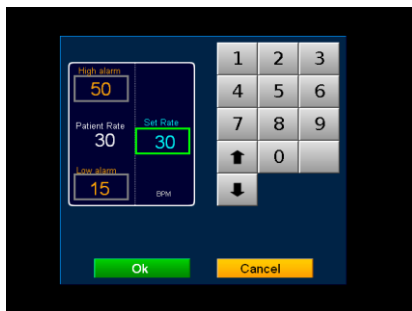 High alarm
50
Patient Rate
30
Set Rate
30
Low alarm
15
BPM
1 2 3
4 5 6
7 8 9
0
Ok
Cancel